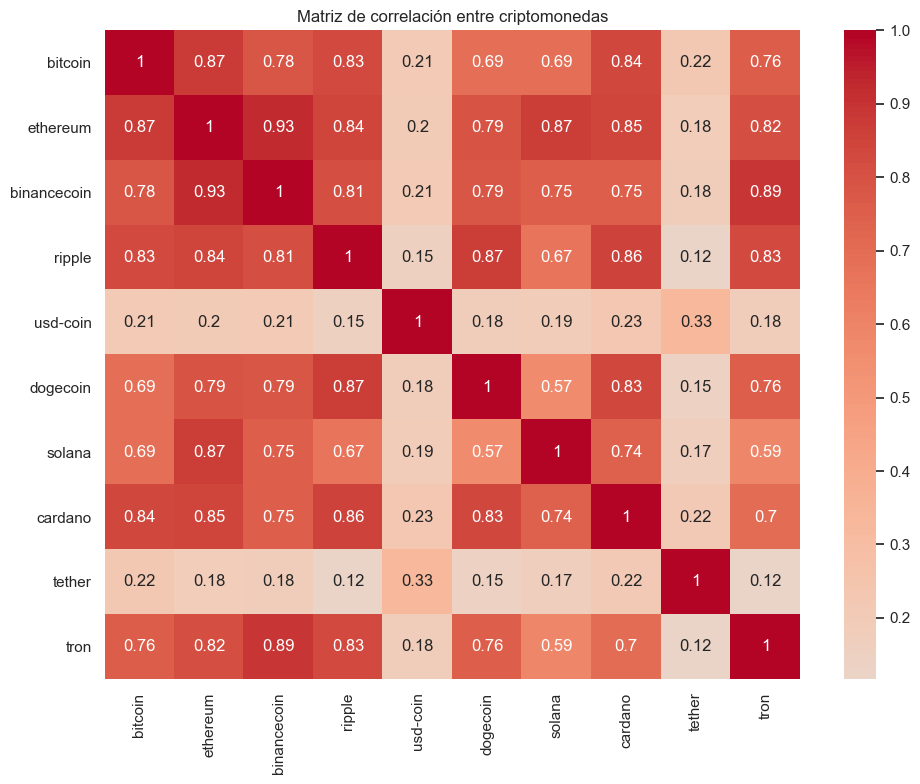 Matriz de correlación entre criptomonedas
bitcoin 1 0.87 0.78 0.83 0.21 0.69 0.69 0.84 0.22 0.76
ethereum 0.87 1 0.93 0.84 0.2 0.79 0.87 0.85 0.18 0.82
binancecoin 0.78 0.93 1 0.81 0.21 0.79 0.75 0.75 0.18 0.89
ripple 0.83 0.84 0.81 1 0.15 0.87 0.67 0.86 0.12 0.83
usd-coin 0.21 0.2 0.21 0.15 1 0.18 0.19 0.23 0.33 0.18
dogecoin 0.69 0.79 0.79 0.87 0.18 1 0.57 0.83 0.15 0.76
solana 0.69 0.87 0.75 0.67 0.19 0.57 1 0.74 0.17 0.59
cardano 0.84 0.85 0.75 0.86 0.23 0.83 0.74 1 0.22 0.7
tether 0.22 0.18 0.18 0.12 0.33 0.15 0.17 0.22 1 0.12
tron 0.76 0.82 0.89 0.83 0.18 0.76 0.59 0.7 0.12 1
bitcoin
ethereum
binancecoin
ripple
usd-coin
dogecoin
solana
cardano
tether
tron
1.0
0.9
0.8
0.7
0.6
0.5
0.4
0.3
0.2